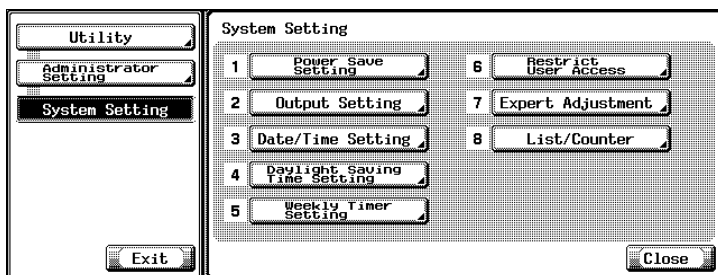 Utility
Administrator
Setting
System Setting
Exit
System Setting
1 Power Save
Setting
2 Output Setting
3 Date/Time Setting
4 Daylight Saving
Time Setting
5 Weekly Timer
Setting
6 Restrict
User Access
7 Expert Adjustment
8 List/Counter
Close